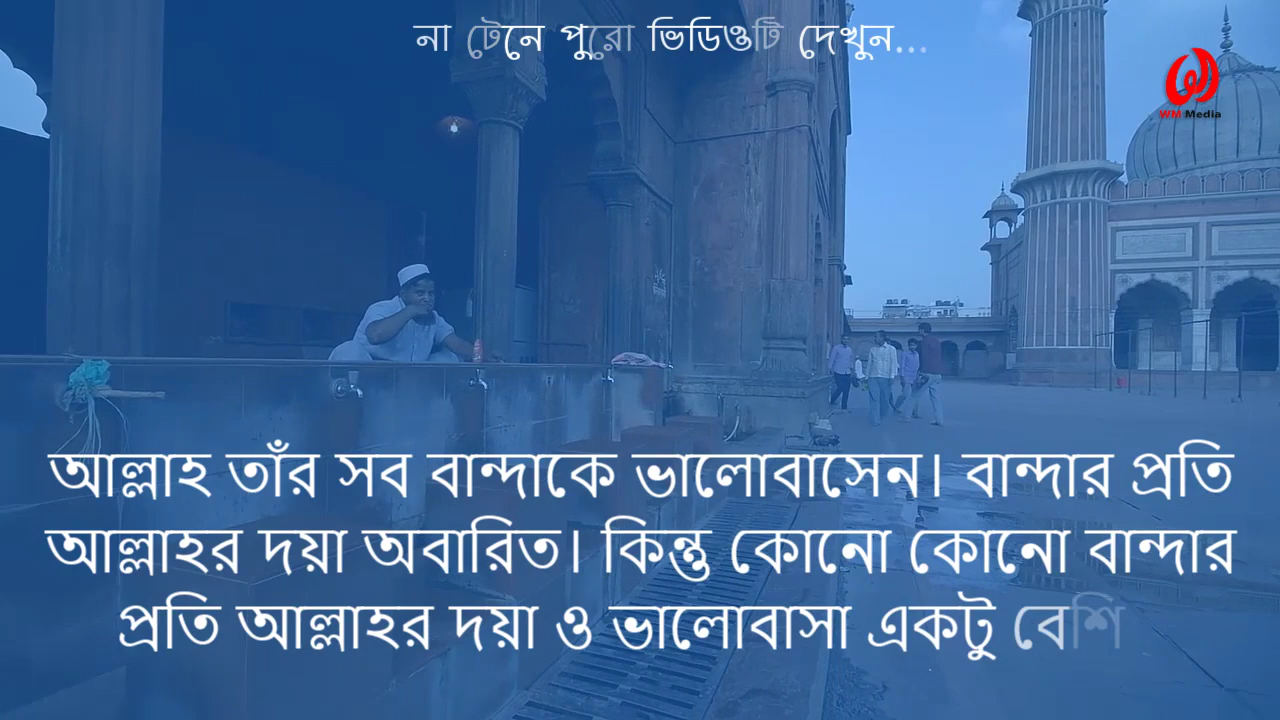 না টেনে পুরো ভিডিওটি দেখুন...
WM Media
আল্লাহ তাঁর সব বান্দাকে ভালোবাসেন। বান্দার প্রতি
আল্লাহর দয়া অবারিত। কিন্তু কোনো কোনো বান্দার
প্রতি আল্লাহর দয়া ও ভালোবাসা একটু বেশি